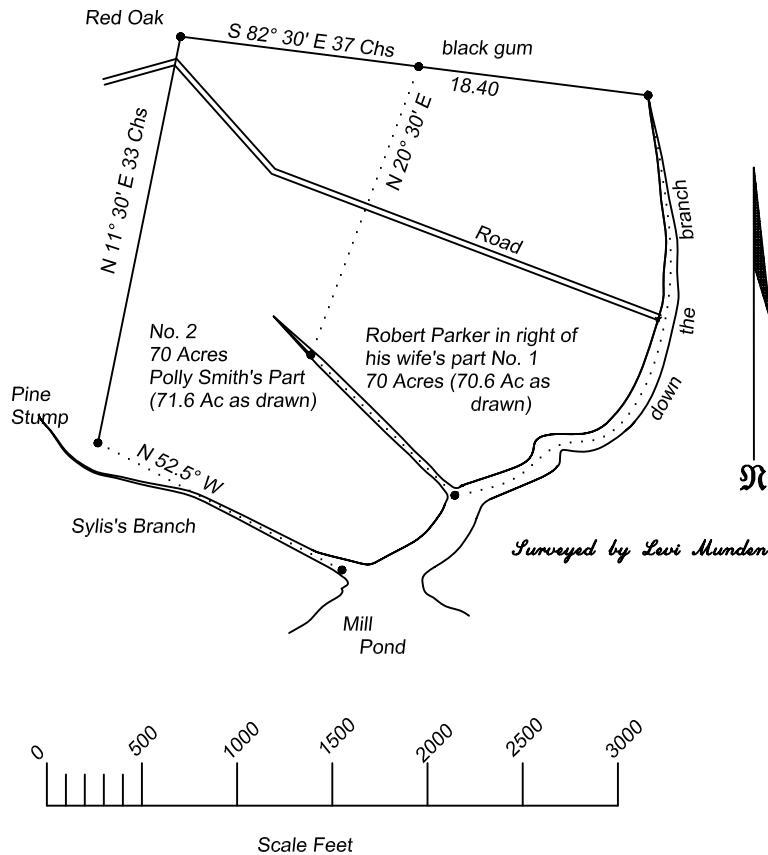 Red Oak
S 82° 30' E 37 Chs
black gum
18.40
N 20° 30' E
N 11° 30' E 33 Chs
branch
Road
the
No. 2
70 Acres
Polly Smith's Part
(71.6 Ac as drawn)
Robert Parker in right of
his wife's part No. 1
70 Acres (70.6 Ac as
drawn)
down
Pine
Stump
N 52.5° W
N
Sylis's Branch
Surveyed by Levi Munden
Mill
Pond
0
500
1000
1500
2000
2500
3000
Scale Feet